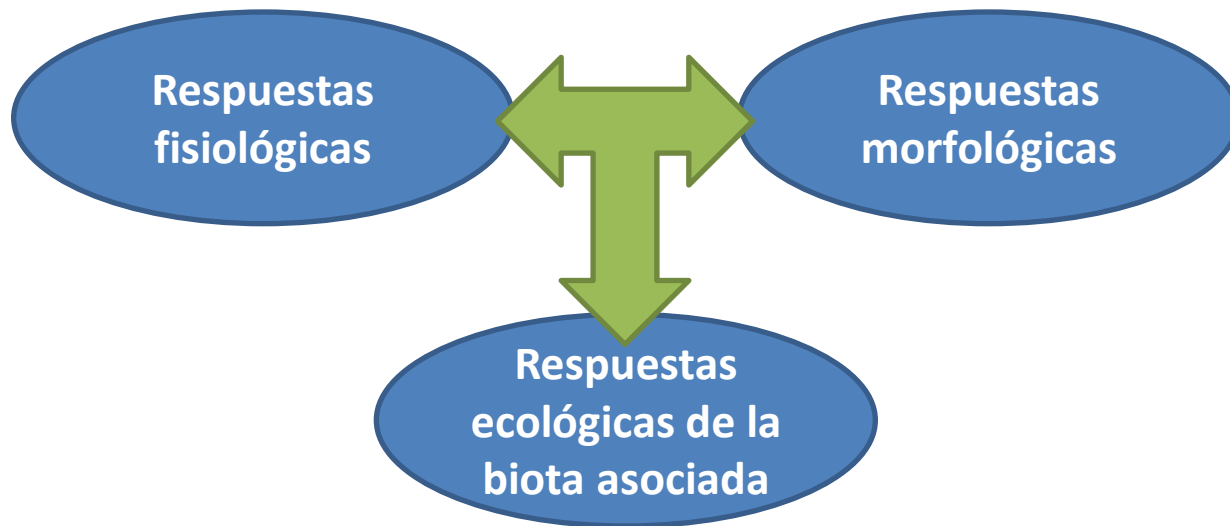 Respuestas
fisiológicas
Respuestas
morfológicas
Respuestas
ecológicas de la
biota asociada